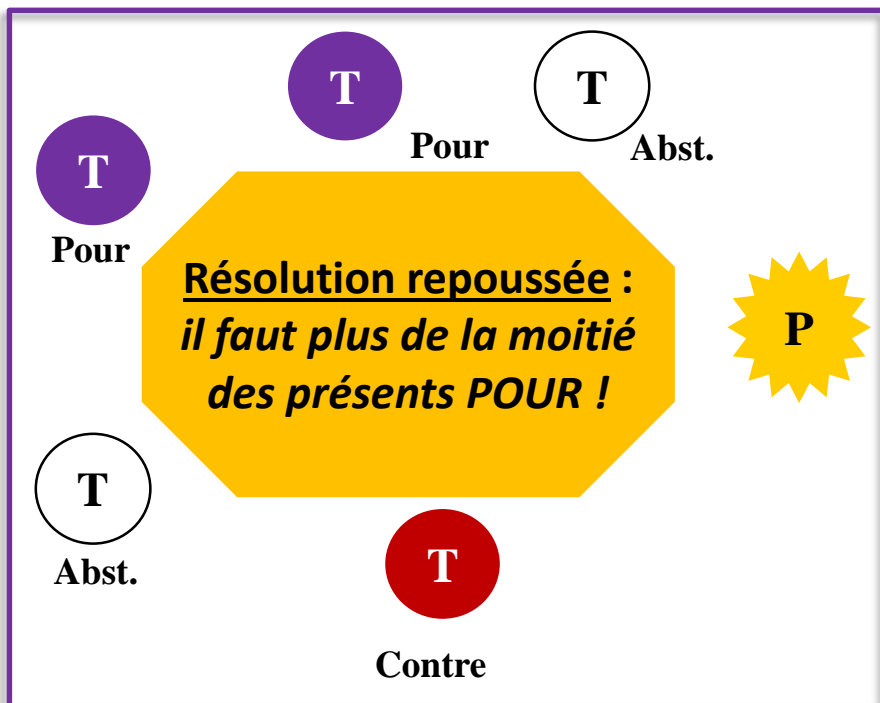 T
T
Pour
Abst.
T
Pour
Résolution repoussée :
il faut plus de la moitié
des présents POUR !
P
T
Abst.
T
Contre